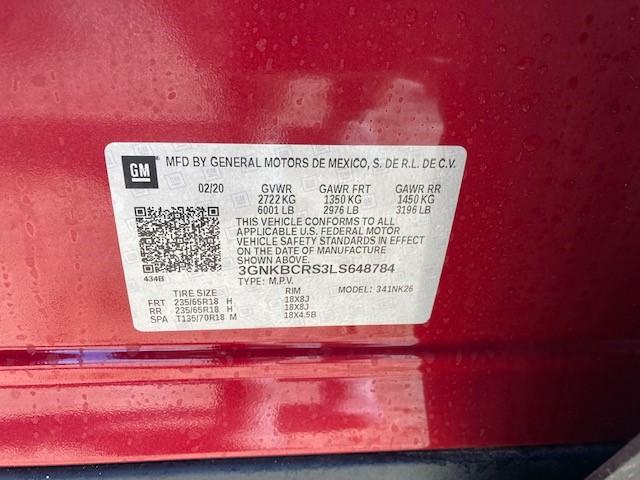 GM
MFD BY GENERAL MOTORS DE MEXICO, S. DE R.L. DE C.V.
02/20 GVWR GAWR FRT GAWR RR
2722 KG 1350 KG 1450 KG
6001 LB 2976 LB 3196 LB
THIS VEHICLE CONFORMS TO ALL
APPLICABLE U.S. FEDERAL MOTOR
VEHICLE SAFETY STANDARDS IN EFFECT
ON THE DATE OF MANUFACTURE
SHOWN ABOVE.
3GNKBCRS3LS648784
434B TYPE: M.P.V.
TIRE SIZE RIM MODEL: 341NK26
FRT 235/65R18 H 18X8J
RR 235/65R18 H 18X8J
SPA T135/70R18 M 18X4.5B